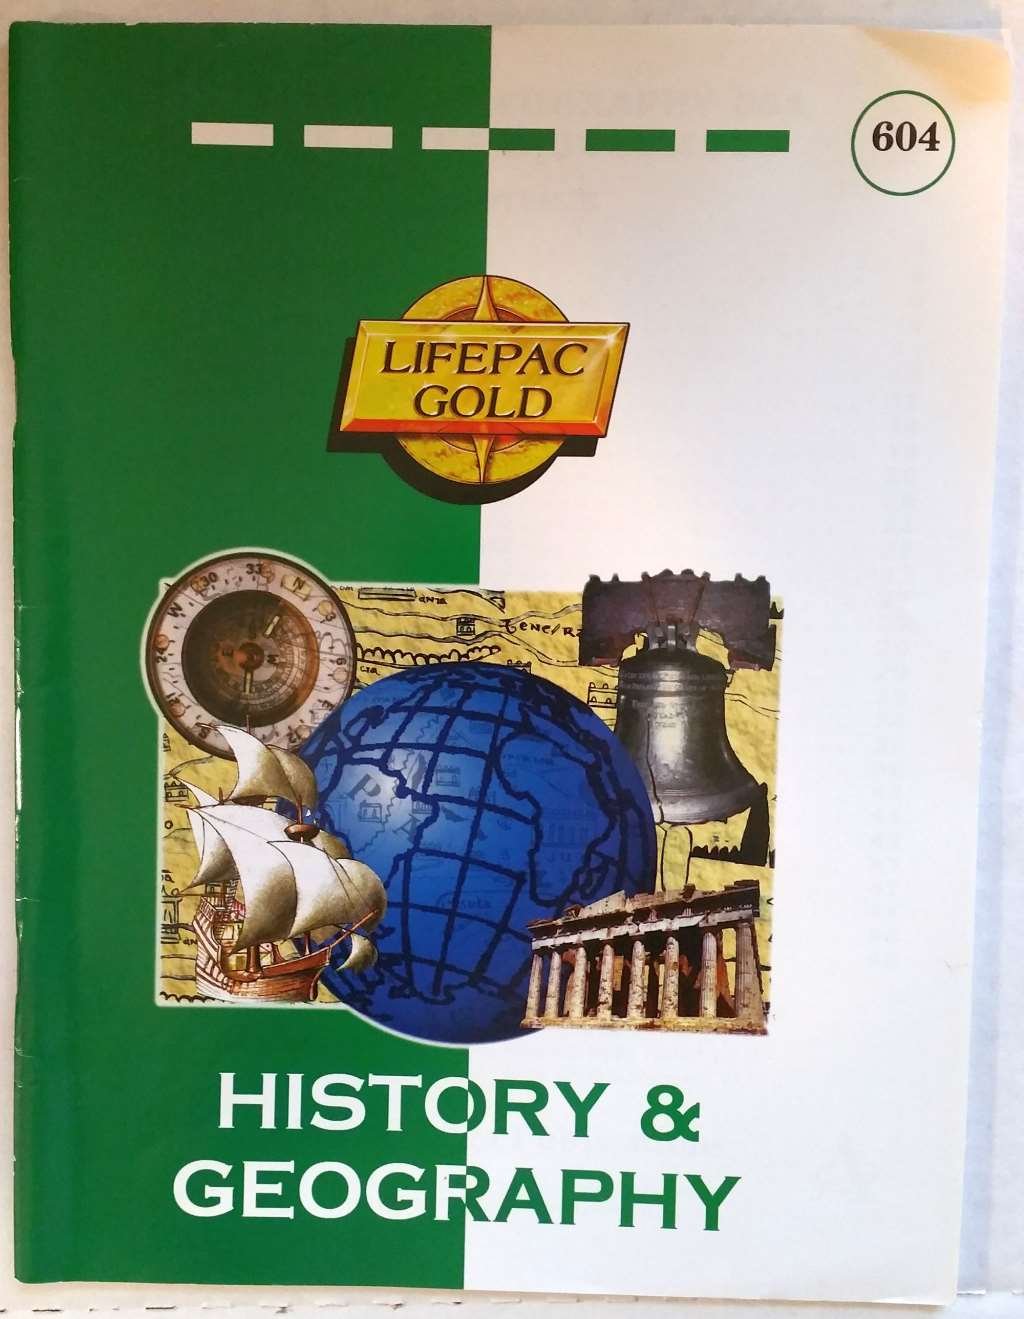 604
LIFEPAC
GOLD
HISTORY &
GEOGRAPHY